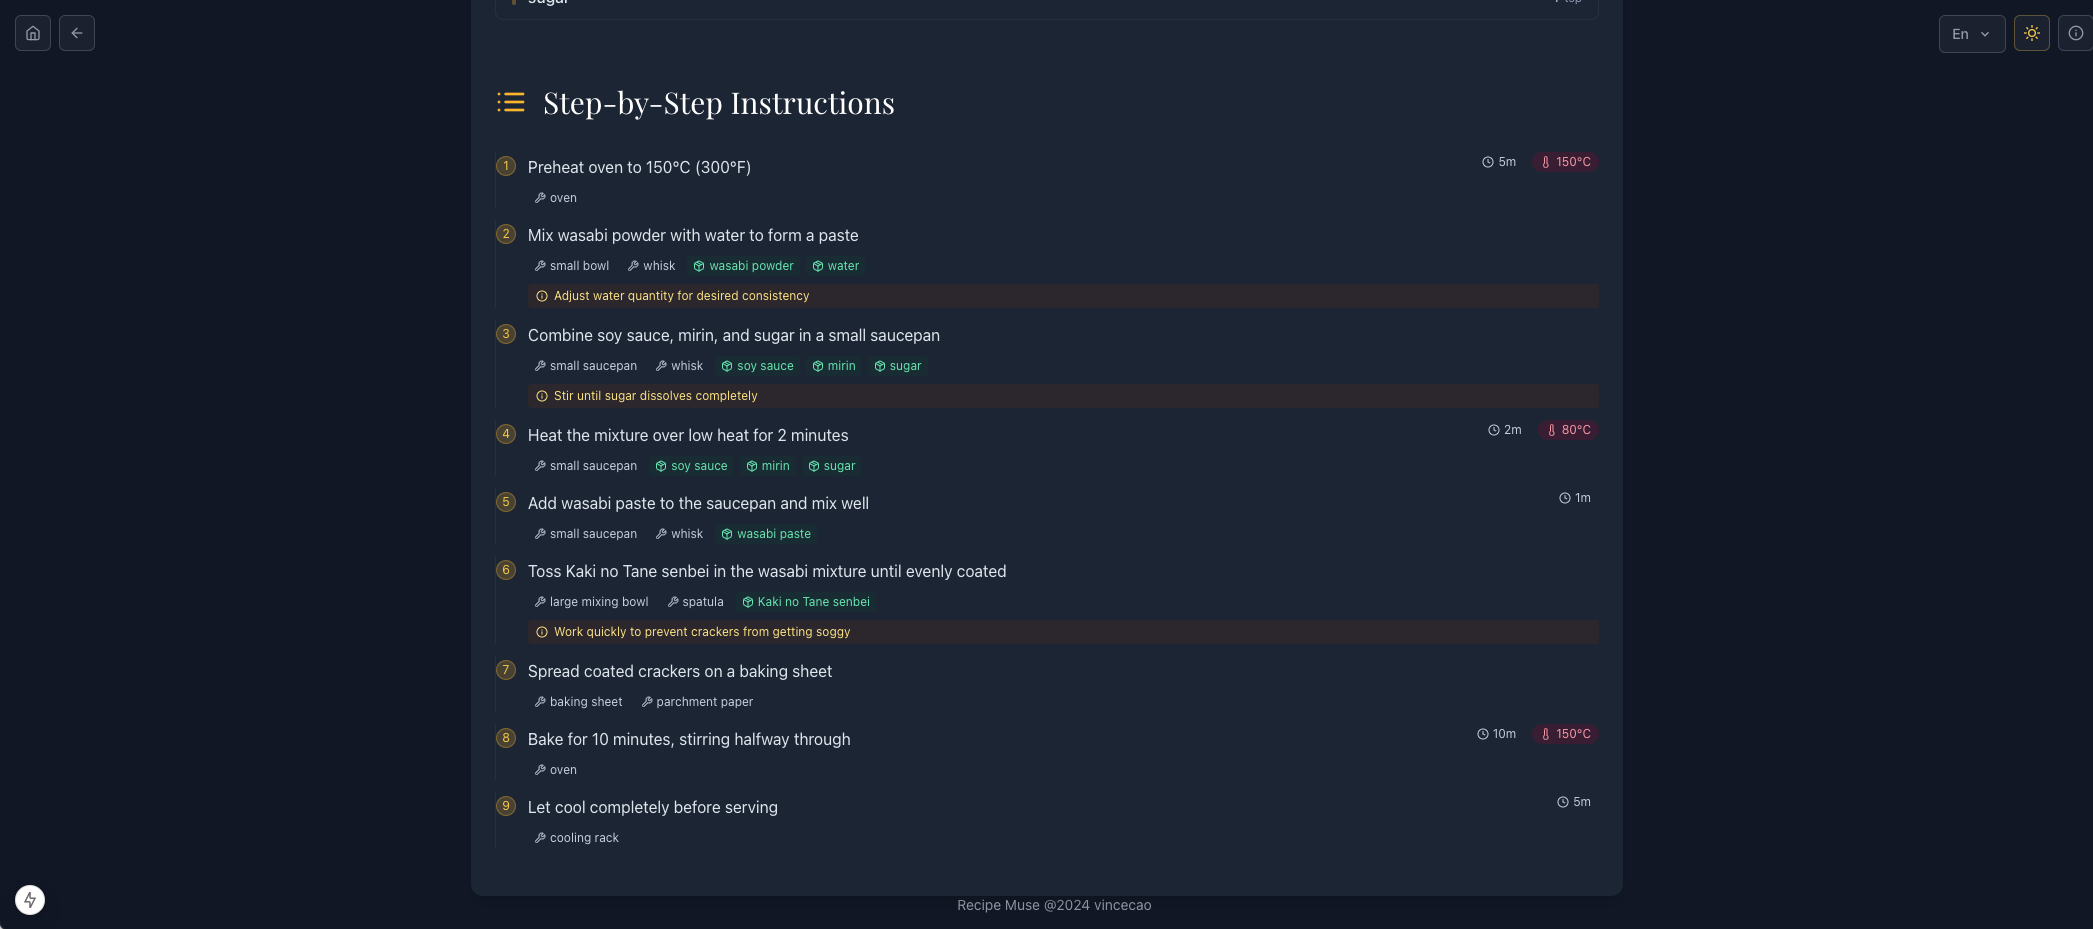 sugar
En
Step-by-Step Instructions
1 Preheat oven to 150°C (300°F) 5m 150°C
oven
2 Mix wasabi powder with water to form a paste
small bowl whisk wasabi powder water
Adjust water quantity for desired consistency
3 Combine soy sauce, mirin, and sugar in a small saucepan
small saucepan whisk soy sauce mirin sugar
Stir until sugar dissolves completely
4 Heat the mixture over low heat for 2 minutes 2m 80°C
small saucepan soy sauce mirin sugar
5 Add wasabi paste to the saucepan and mix well 1m
small saucepan whisk wasabi paste
6 Toss Kaki no Tane senbei in the wasabi mixture until evenly coated
large mixing bowl spatula Kaki no Tane senbei
Work quickly to prevent crackers from getting soggy
7 Spread coated crackers on a baking sheet
baking sheet parchment paper
8 Bake for 10 minutes, stirring halfway through 10m 150°C
oven
9 Let cool completely before serving 5m
cooling rack
Recipe Muse @2024 vincecao